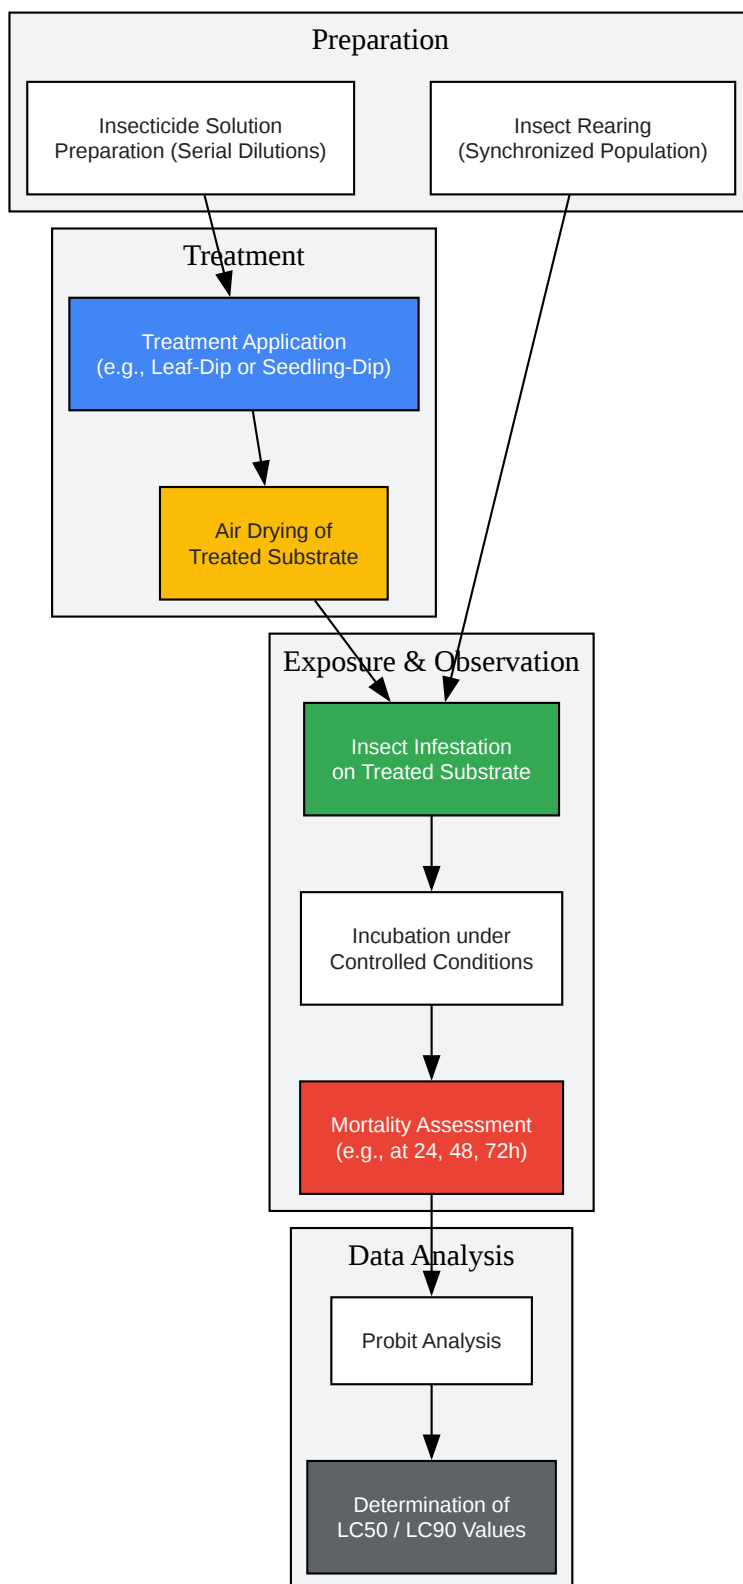 Preparation
Insecticide Solution
Preparation (Serial Dilutions)
Insect Rearing
(Synchronized Population)
Treatment
Treatment Application
(e.g., Leaf-Dip or Seedling-Dip)
Air Drying of
Treated Substrate
Exposure & Observation
Insect Infestation
on Treated Substrate
Incubation under
Controlled Conditions
Mortality Assessment
(e.g., at 24, 48, 72h)
Data Analysis
Probit Analysis
Determination of
LC50 / LC90 Values